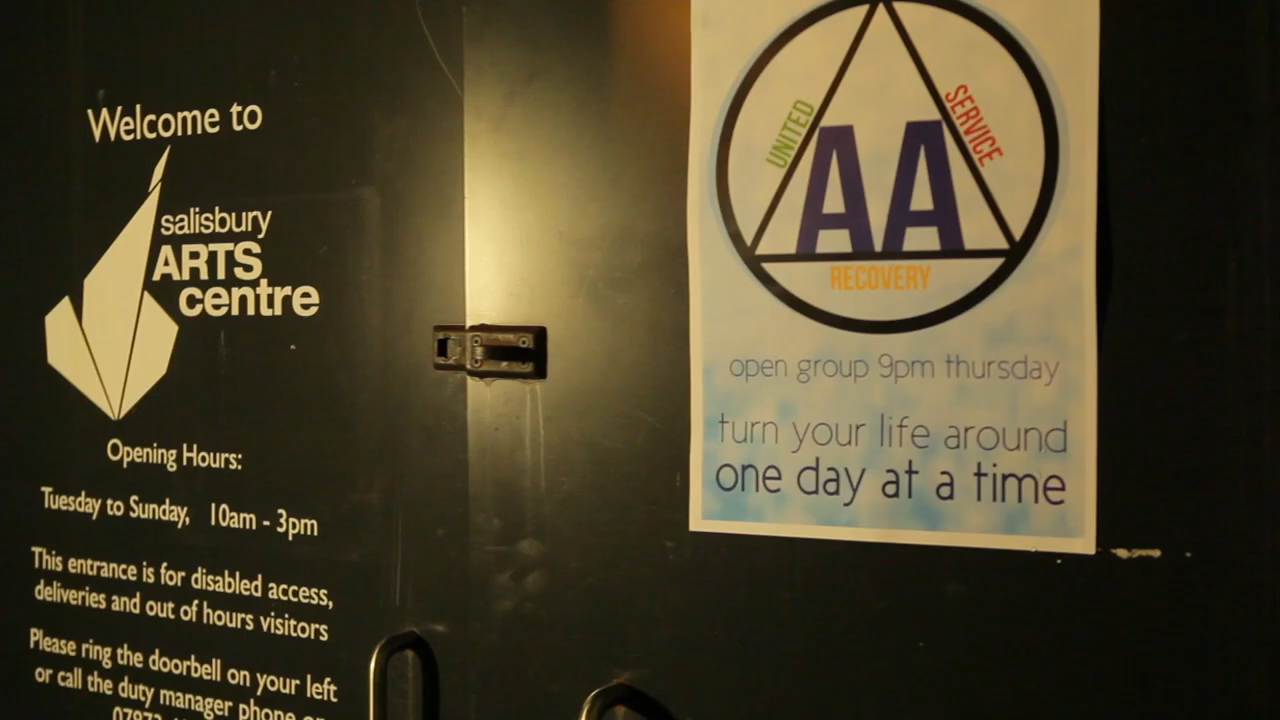 Welcome to
salisbury
ARTS
centre
Opening Hours:
Tuesday to Sunday, 10am - 3pm
This entrance is for disabled access,
deliveries and out of hours visitors
Please ring the doorbell on your left
or call the duty manager phone on
UNITED
SERVICE
AA
RECOVERY
open group 9pm thursday
turn your life around
one day at a time